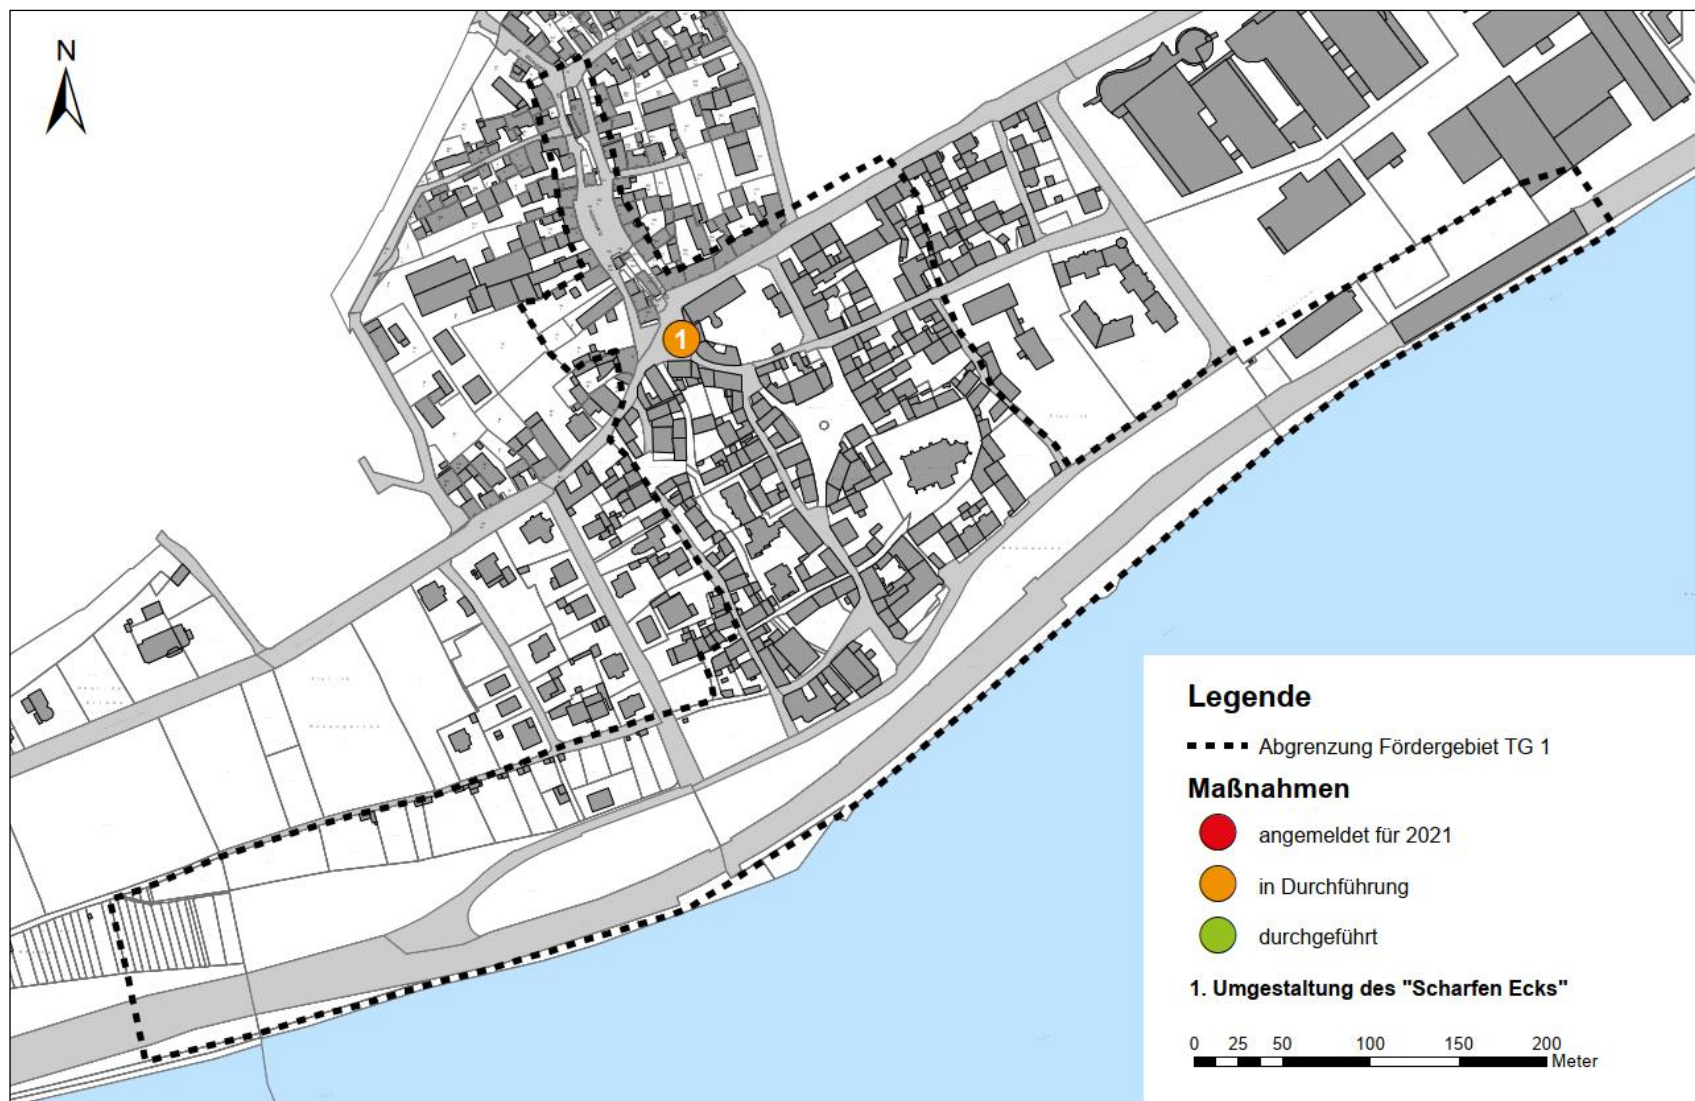 N
1
Legende
Abgrenzung Fördergebiet TG 1
Maßnahmen
angemeldet für 2021
in Durchführung
durchgeführt
1. Umgestaltung des "Scharfen Ecks"
0 25 50 100 150 200
Meter